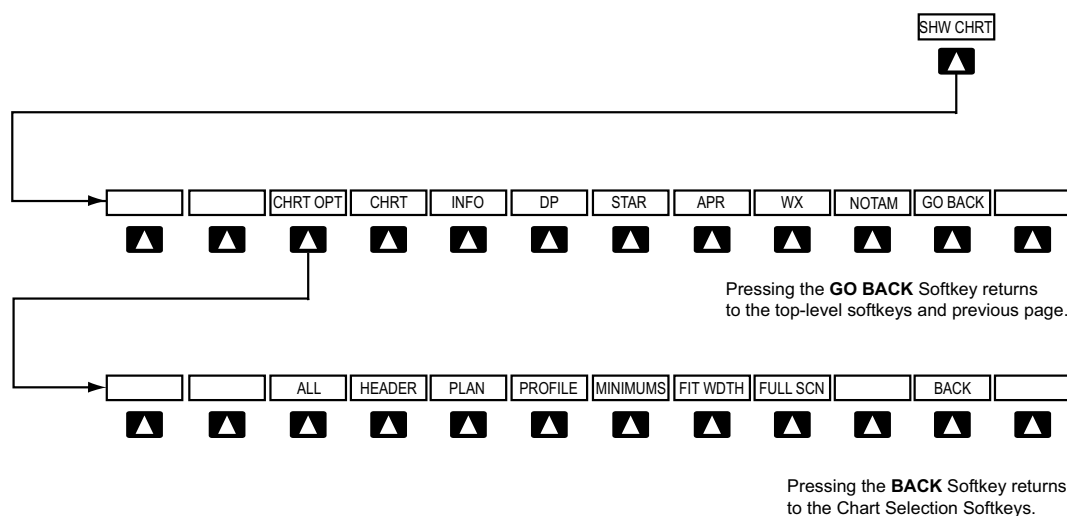 SHW CHRT
CHRT OPT CHRT INFO DP STAR APR WX NOTAM GO BACK
Pressing the GO BACK Softkey returns
to the top-level softkeys and previous page.
ALL HEADER PLAN PROFILE MINIMUMS FIT WDTH FULL SCN BACK
Pressing the BACK Softkey returns
to the Chart Selection Softkeys.